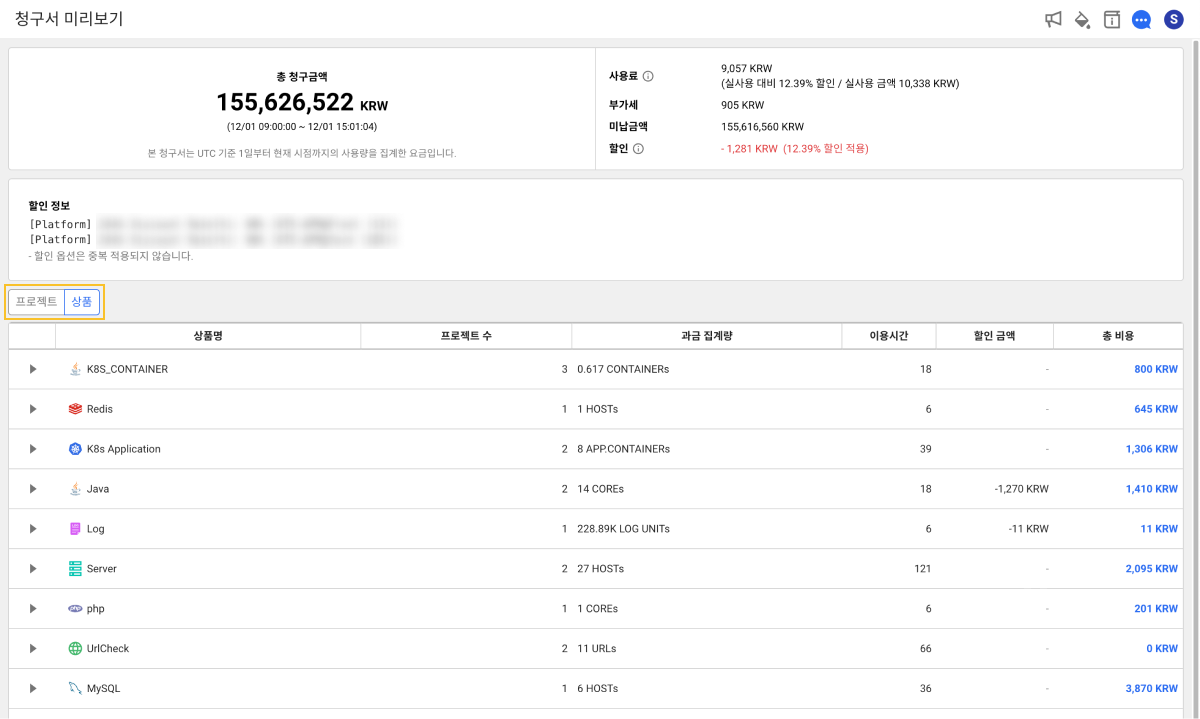 청구서 미리보기
S
총 청구금액
155,626,522 KRW
(12/01 09:00:00 ~ 12/01 15:01:04)
본 청구서는 UTC 기준 1일부터 현재 시점까지의 사용량을 집계한 요금입니다.
사용료 9,057 KRW
(실사용 대비 12.39% 할인 / 실사용 금액 10,338 KRW)
부가세 905 KRW
미납금액 155,616,560 KRW
할인 - 1,281 KRW (12.39% 할인 적용)
할인 정보
[Platform]
[Platform]
- 할인 옵션은 중복 적용되지 않습니다.
프로젝트 상품
상품명 프로젝트 수 과금 집계량 이용시간 할인 금액 총 비용
K8S_CONTAINER 3 0.617 CONTAINERs 18 - 800 KRW
Redis 1 1 HOSTs 6 - 645 KRW
K8s Application 2 8 APP.CONTAINERs 39 - 1,306 KRW
Java 2 14 COREs 18 -1,270 KRW 1,410 KRW
Log 1 228.89K LOG UNITs 6 -11 KRW 11 KRW
Server 2 27 HOSTs 121 - 2,095 KRW
php 1 1 COREs 6 - 201 KRW
UrlCheck 2 11 URLs 66 - 0 KRW
MySQL 1 6 HOSTs 36 - 3,870 KRW